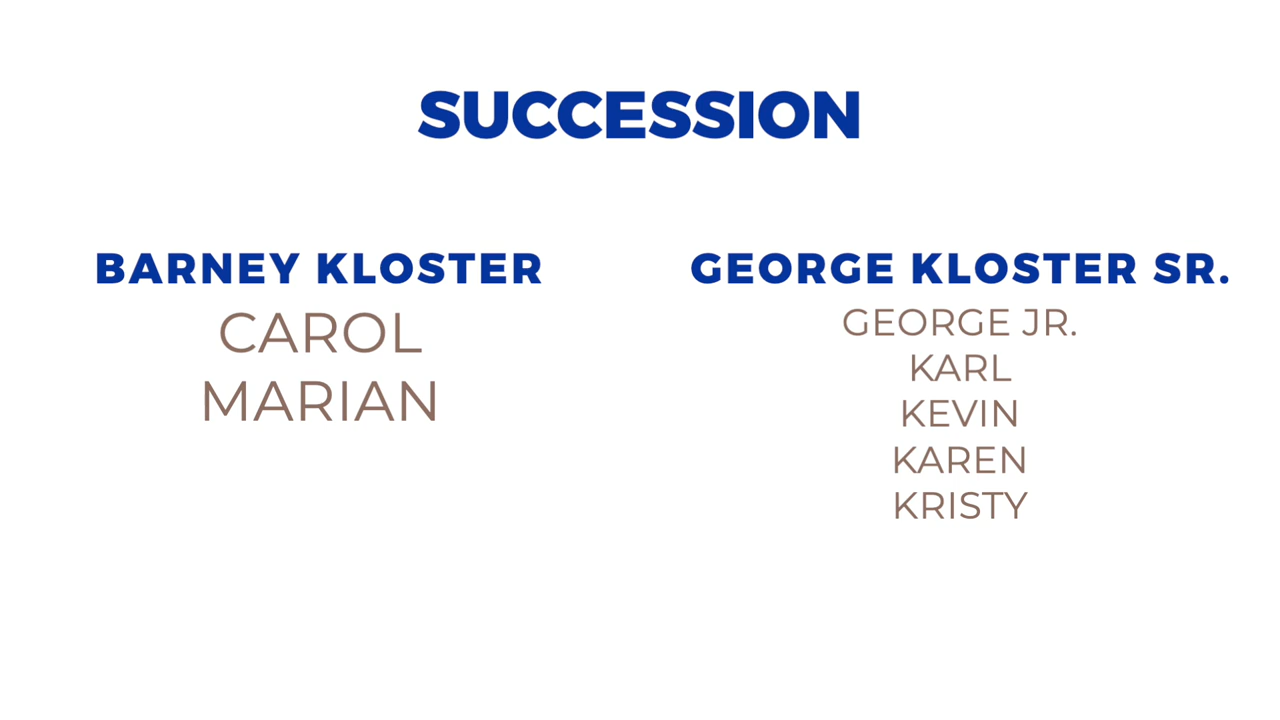 SUCCESSION
BARNEY KLOSTER
CAROL
MARIAN
GEORGE KLOSTER SR.
GEORGE JR.
KARL
KEVIN
KAREN
KRISTY